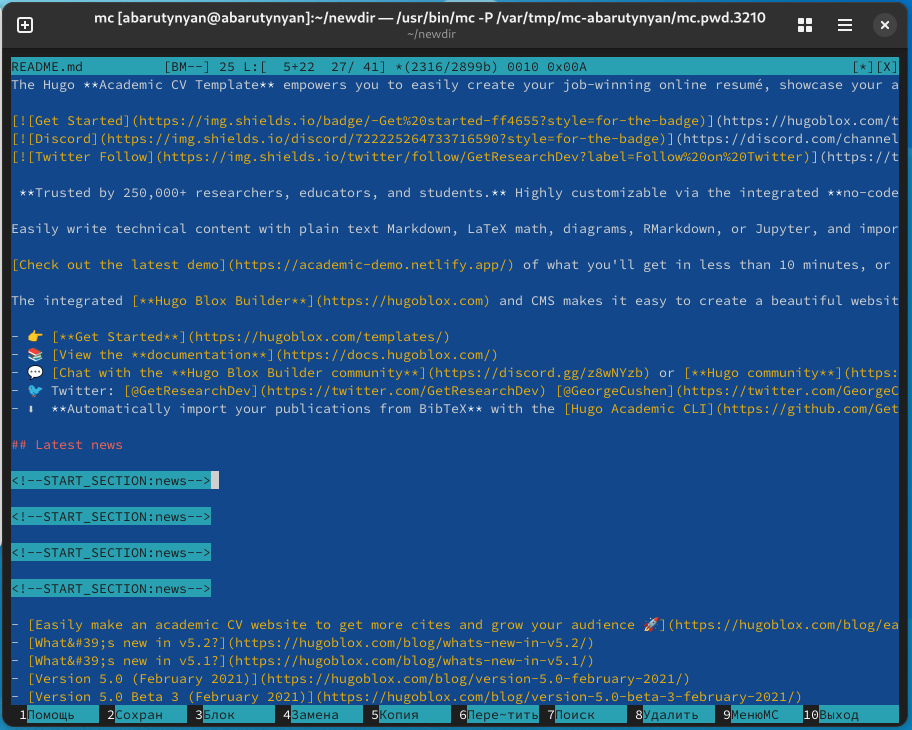 mc [abarutynyan@abarutynyan]:~/newdir — /usr/bin/mc -P /var/tmp/mc-abarutynyan/mc.pwd.3210
~/newdir
README.md [BM--] 25 L:[ 5+22 27/ 41] *(2316/2899b) 0010 0x00A [*][X]
The Hugo **Academic CV Template** empowers you to easily create your job-winning online resumé, showcase your a
[![Get Started](https://img.shields.io/badge/-Get%20started-ff4655?style=for-the-badge)](https://hugoblox.com/t
[![Discord](https://img.shields.io/discord/722225264733716590?style=for-the-badge)](https://discord.com/channel
[![Twitter Follow](https://img.shields.io/twitter/follow/GetResearchDev?label=Follow%20on%20Twitter)](https://t
**Trusted by 250,000+ researchers, educators, and students.** Highly customizable via the integrated **no-code
Easily write technical content with plain text Markdown, LaTeX math, diagrams, RMarkdown, or Jupyter, and impor
[Check out the latest demo](https://academic-demo.netlify.app/) of what you'll get in less than 10 minutes, or
The integrated [**Hugo Blox Builder**](https://hugoblox.com) and CMS makes it easy to create a beautiful websit
- 👉 [**Get Started**](https://hugoblox.com/templates/)
- 📚 [View the **documentation**](https://docs.hugoblox.com/)
- 💬 [Chat with the **Hugo Blox Builder community**](https://discord.gg/z8wNYzb) or [**Hugo community**](https:
- 🐦 Twitter: [@GetResearchDev](https://twitter.com/GetResearchDev) [@GeorgeCushen](https://twitter.com/GeorgeC
- ⬇ **Automatically import your publications from BibTeX** with the [Hugo Academic CLI](https://github.com/Get
## Latest news
<!--START_SECTION:news-->
<!--START_SECTION:news-->
<!--START_SECTION:news-->
<!--START_SECTION:news-->
- [Easily make an academic CV website to get more cites and grow your audience 🚀](https://hugoblox.com/blog/ea
- [What&#39;s new in v5.2?](https://hugoblox.com/blog/whats-new-in-v5.2/)
- [What&#39;s new in v5.1?](https://hugoblox.com/blog/whats-new-in-v5.1/)
- [Version 5.0 (February 2021)](https://hugoblox.com/blog/version-5.0-february-2021/)
- [Version 5.0 Beta 3 (February 2021)](https://hugoblox.com/blog/version-5.0-beta-3-february-2021/)
1Помощь 2Сохран 3Блок 4Замена 5Копия 6Пере~тить 7Поиск 8Удалить 9МенюMC 10Выход